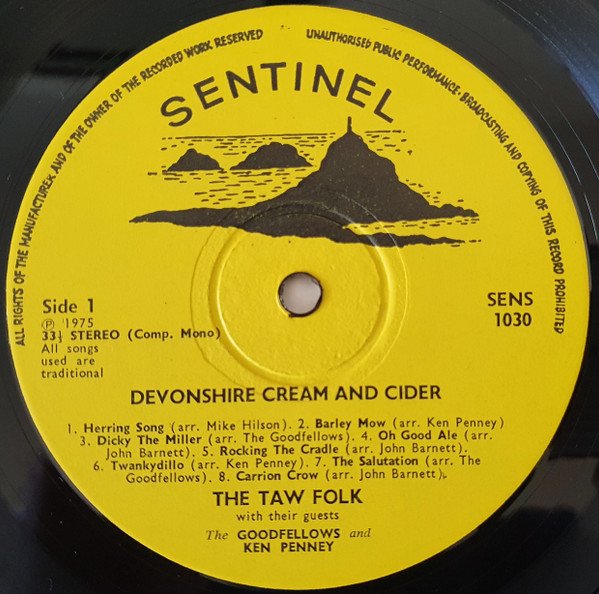 ALL RIGHTS OF THE MANUFACTURER AND OF THE OWNER OF THE RECORDED WORK RESERVED
UNAUTHORISED PUBLIC PERFORMANCE. BROADCASTING AND COPYING OF THIS RECORD PROHIBITED
SENTINEL
Side 1
℗ 1975
33⅓ STEREO (Comp. Mono)
All songs
used are
traditional
SENS
1030
DEVONSHIRE CREAM AND CIDER
1. Herring Song (arr. Mike Hilson). 2. Barley Mow (arr. Ken Penney)
3. Dicky The Miller (arr. The Goodfellows). 4. Oh Good Ale (arr.
John Barnett). 5. Rocking The Cradle (arr. John Barnett).
6. Twankydillo (arr. Ken Penney). 7. The Salutation (arr. The
Goodfellows). 8. Carrion Crow (arr. John Barnett).
THE TAW FOLK
with their guests
The GOODFELLOWS and
KEN PENNEY